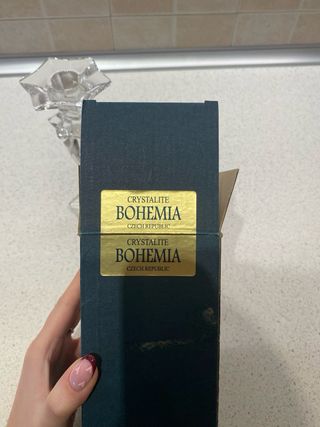 CRYSTALITE
BOHEMIA
CZECH REPUBLIC
CRYSTALITE
BOHEMIA
CZECH REPUBLIC